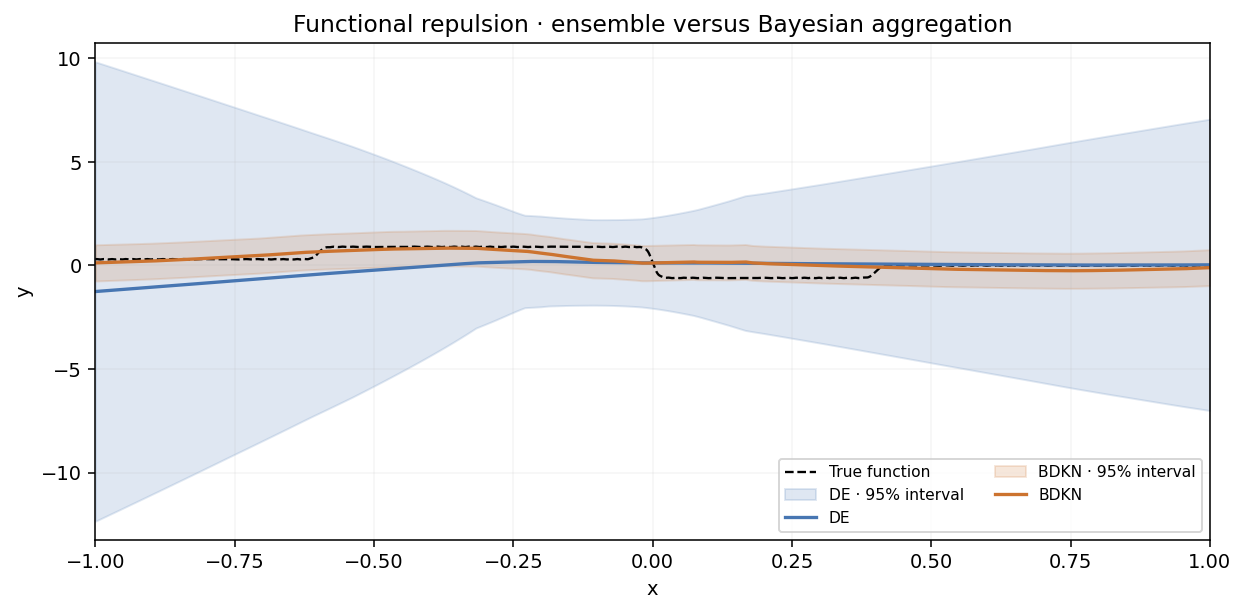 Functional repulsion · ensemble versus Bayesian aggregation
10
5
0
−5
−10
y
−1.00 −0.75 −0.50 −0.25 0.00 0.25 0.50 0.75 1.00
x
True function
DE · 95% interval
DE
BDKN · 95% interval
BDKN